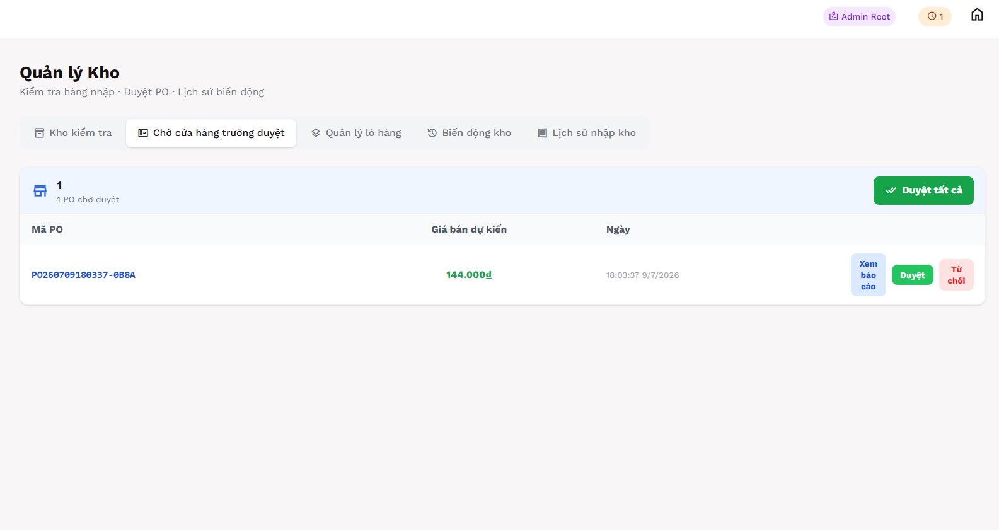 Admin Root
1
Quản lý Kho
Kiểm tra hàng nhập · Duyệt PO · Lịch sử biến động
Kho kiểm tra
Chờ cửa hàng trưởng duyệt
Quản lý lô hàng
Biến động kho
Lịch sử nhập kho
1
1 PO chờ duyệt
Duyệt tất cả
Mã PO
Giá bán dự kiến
Ngày
PO260709180337-0B8A
144.000₫
18:03:37 9/7/2026
Xem
báo
cáo
Duyệt
Từ
chối